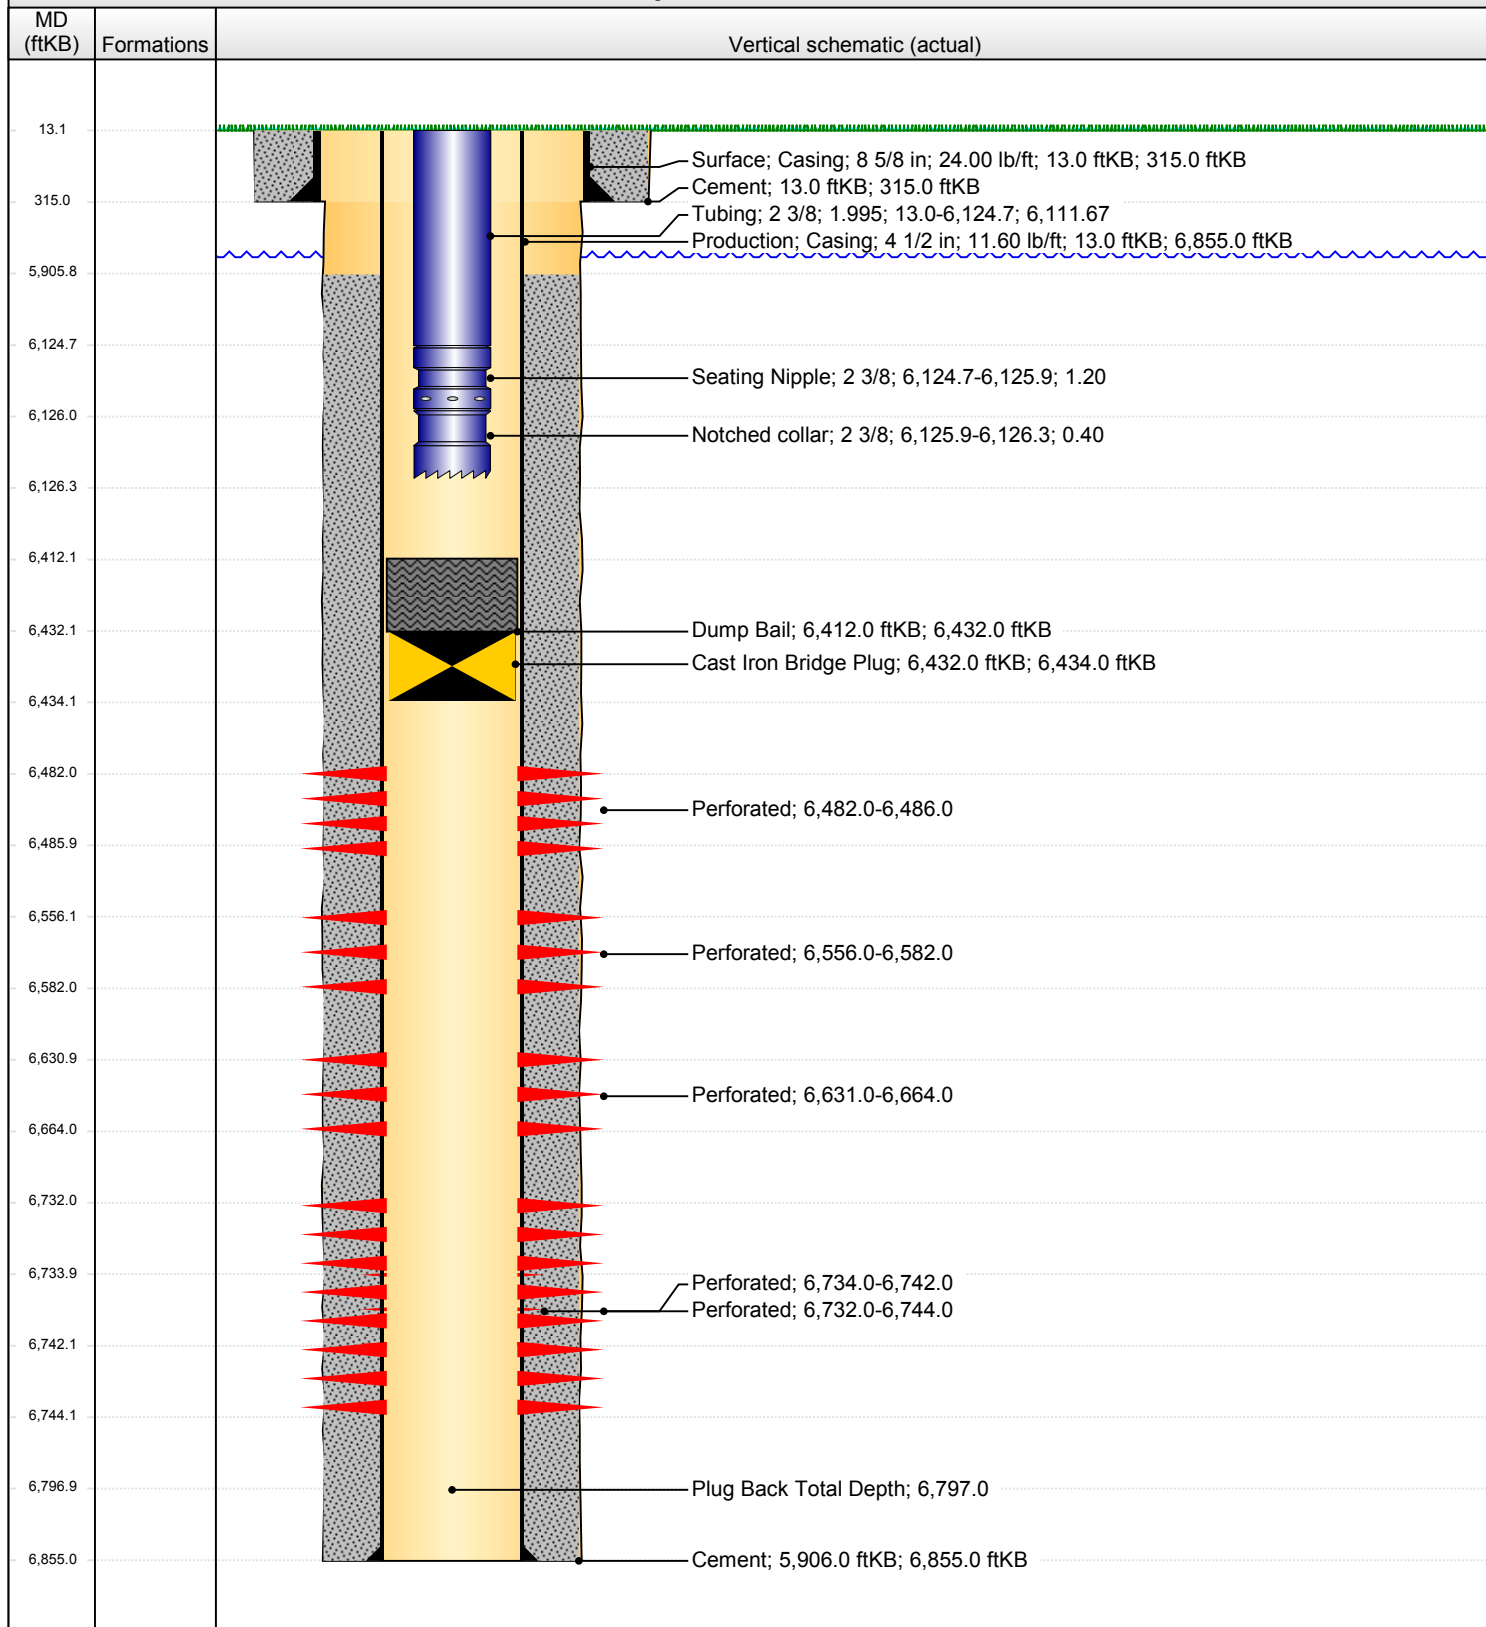 MD
(ftKB)
Formations
Vertical schematic (actual)
13.1
Surface; Casing; 8 5/8 in; 24.00 lb/ft; 13.0 ftKB; 315.0 ftKB
Cement; 13.0 ftKB; 315.0 ftKB
315.0
Tubing; 2 3/8; 1.995; 13.0-6,124.7; 6,111.67
Production; Casing; 4 1/2 in; 11.60 lb/ft; 13.0 ftKB; 6,855.0 ftKB
5,905.8
6,124.7
Seating Nipple; 2 3/8; 6,124.7-6,125.9; 1.20
6,126.0
Notched collar; 2 3/8; 6,125.9-6,126.3; 0.40
6,126.3
6,412.1
6,432.1
Dump Bail; 6,412.0 ftKB; 6,432.0 ftKB
Cast Iron Bridge Plug; 6,432.0 ftKB; 6,434.0 ftKB
6,434.1
6,482.0
Perforated; 6,482.0-6,486.0
6,485.9
6,556.1
Perforated; 6,556.0-6,582.0
6,582.0
6,630.9
Perforated; 6,631.0-6,664.0
6,664.0
6,732.0
6,733.9
Perforated; 6,734.0-6,742.0
Perforated; 6,732.0-6,744.0
6,742.1
6,744.1
6,796.9
Plug Back Total Depth; 6,797.0
6,855.0
Cement; 5,906.0 ftKB; 6,855.0 ftKB